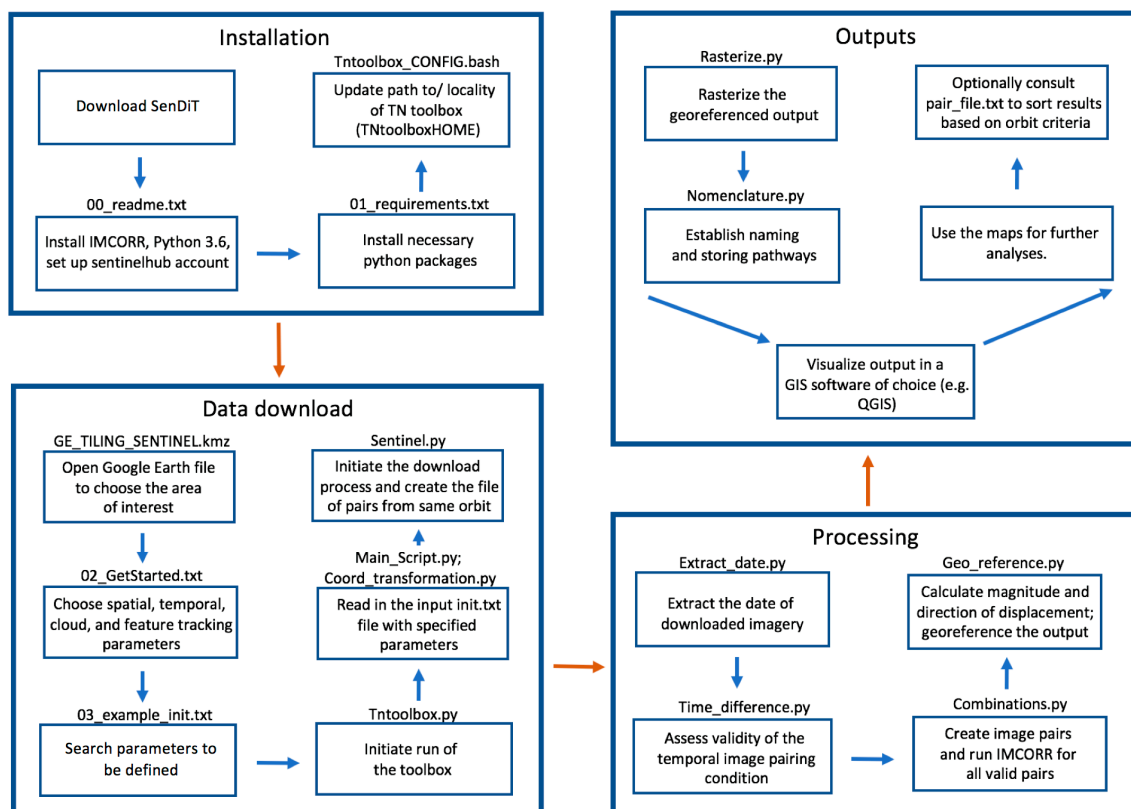 Installation
Download SenDiT
00_readme.txt
Install IMCORR, Python 3.6,
set up sentinelhub account
01_requirements.txt
Install necessary
python packages
Tntoolbox_CONFIG.bash
Update path to/ locality
of TN toolbox
(TNtoolboxHOME)
Data download
GE_TILING_SENTINEL.kmz
Open Google Earth file
to choose the area
of interest
02_GetStarted.txt
Choose spatial, temporal,
cloud, and feature tracking
parameters
03_example_init.txt
Search parameters to
be defined
Tntoolbox.py
Initiate run of
the toolbox
Main_Script.py;
Coord_transformation.py
Read in the input init.txt
file with specified
parameters
Sentinel.py
Initiate the download
process and create the file
of pairs from same orbit
Processing
Extract_date.py
Extract the date of
downloaded imagery
Time_difference.py
Assess validity of the
temporal image pairing
condition
Combinations.py
Create image pairs
and run IMCORR for
all valid pairs
Geo_reference.py
Calculate magnitude and
direction of displacement;
georeference the output
Outputs
Rasterize.py
Rasterize the
georeferenced output
Nomenclature.py
Establish naming
and storing pathways
Visualize output in a
GIS software of choice (e.g.
QGIS)
Use the maps for further
analyses.
Optionally consult
pair_file.txt to sort results
based on orbit criteria